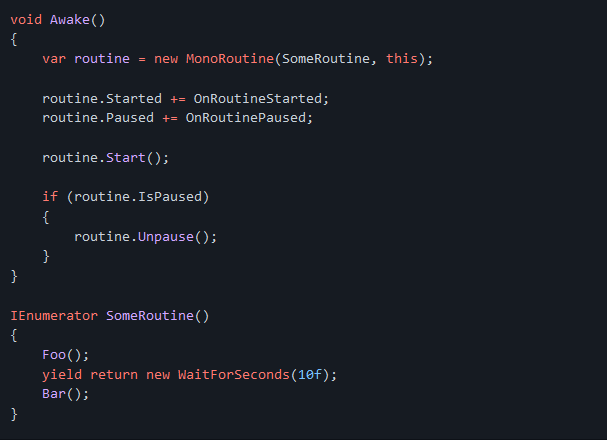 void Awake()
{
    var routine = new MonoRoutine(SomeRoutine, this);

    routine.Started += OnRoutineStarted;
    routine.Paused += OnRoutinePaused;

    routine.Start();

    if (routine.IsPaused)
    {
        routine.Unpause();
    }
}

IEnumerator SomeRoutine()
{
    Foo();
    yield return new WaitForSeconds(10f);
    Bar();
}